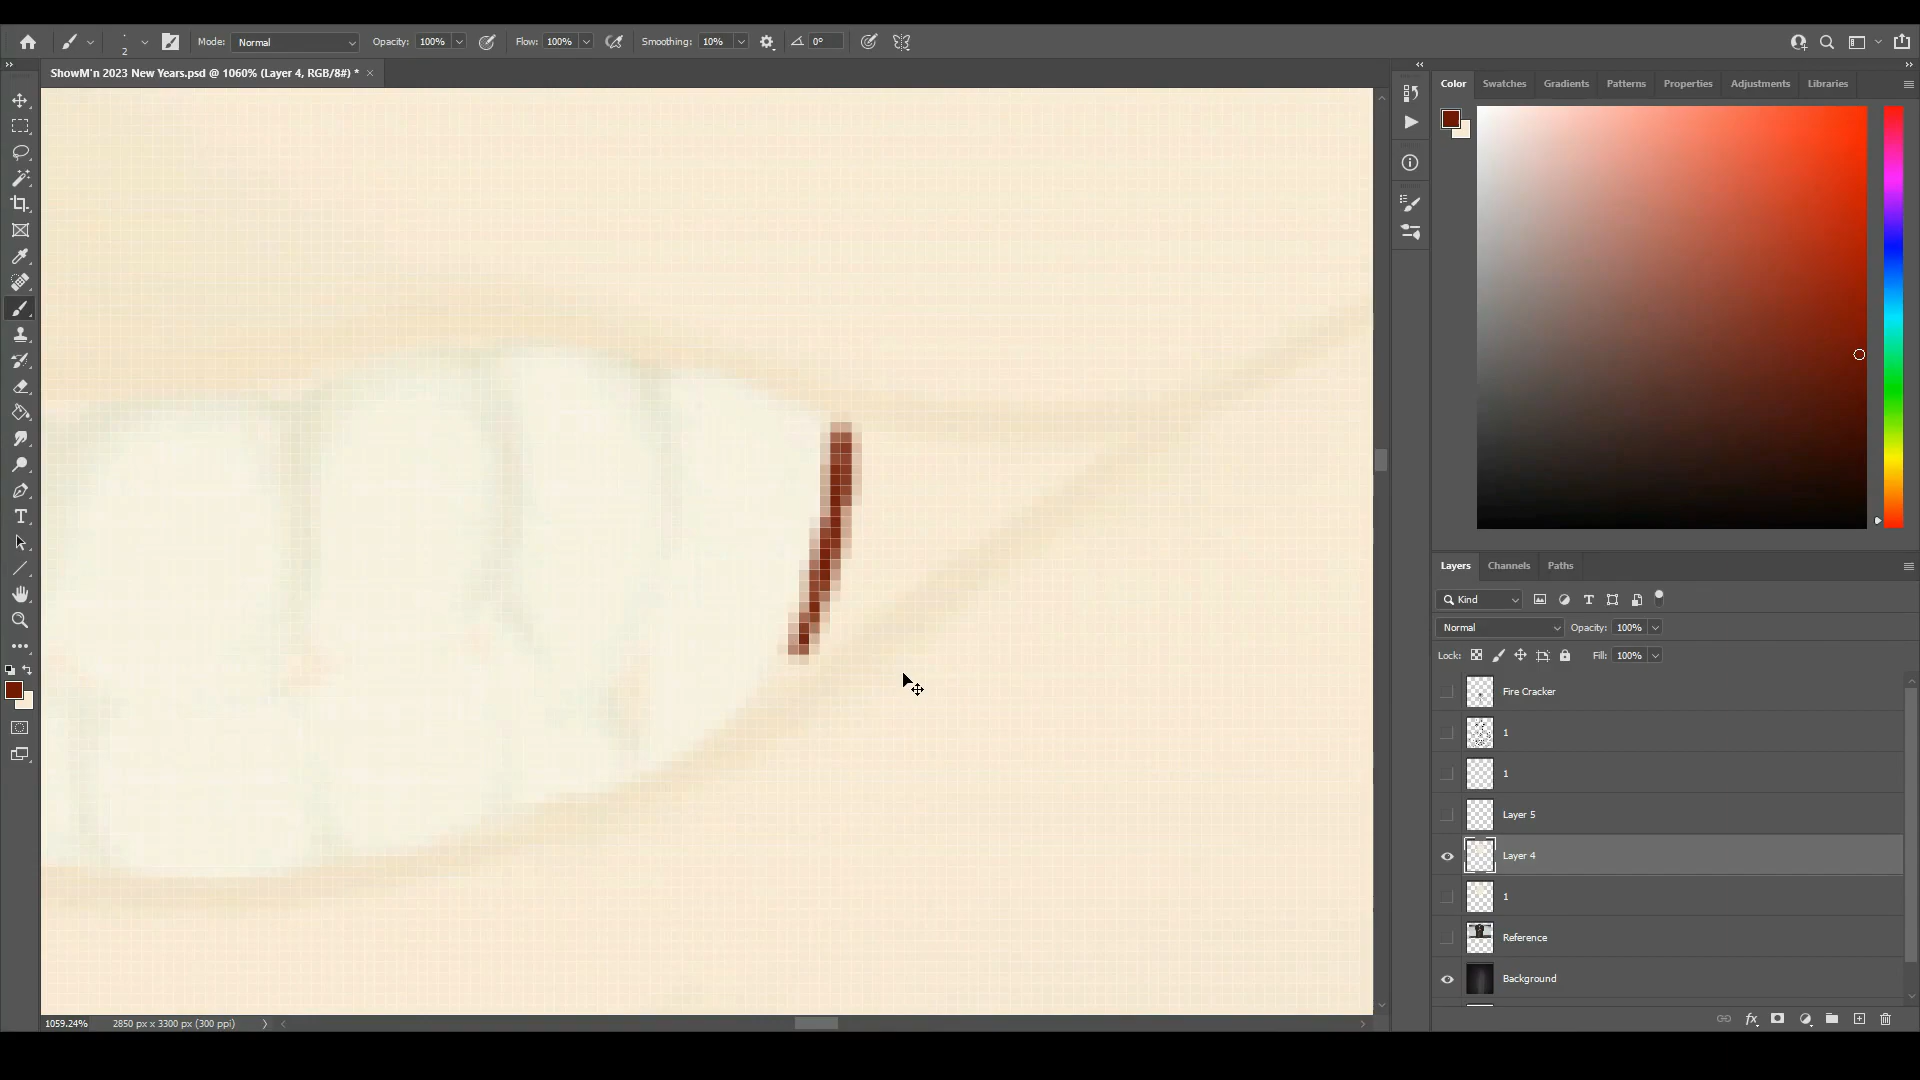 2
Mode: Normal
Opacity: 100%
Flow: 100%
Smoothing: 10%
0°
ShowM'n 2023 New Years.psd @ 1060% (Layer 4, RGB/8#) *
Color Swatches Gradients Patterns Properties Adjustments Libraries
Layers Channels Paths
Kind
Normal
Opacity: 100%
Lock:
Fill: 100%
Fire Cracker
1
1
Layer 5
Layer 4
1
Reference
Background
1059.24%
2850 px x 3300 px (300 ppi)